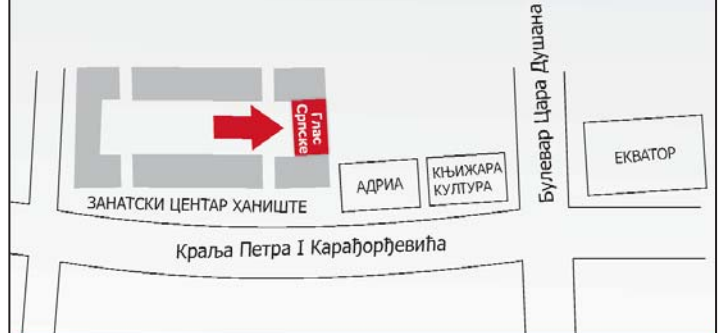 Булевар Цара Душана
Глас
Српске
ЕКВАТОР
АДРИА
КЊИЖАРА
КУЛТУРА
ЗАНАТСКИ ЦЕНТАР ХАНИШТЕ
Краља Петра I Карађорђевића